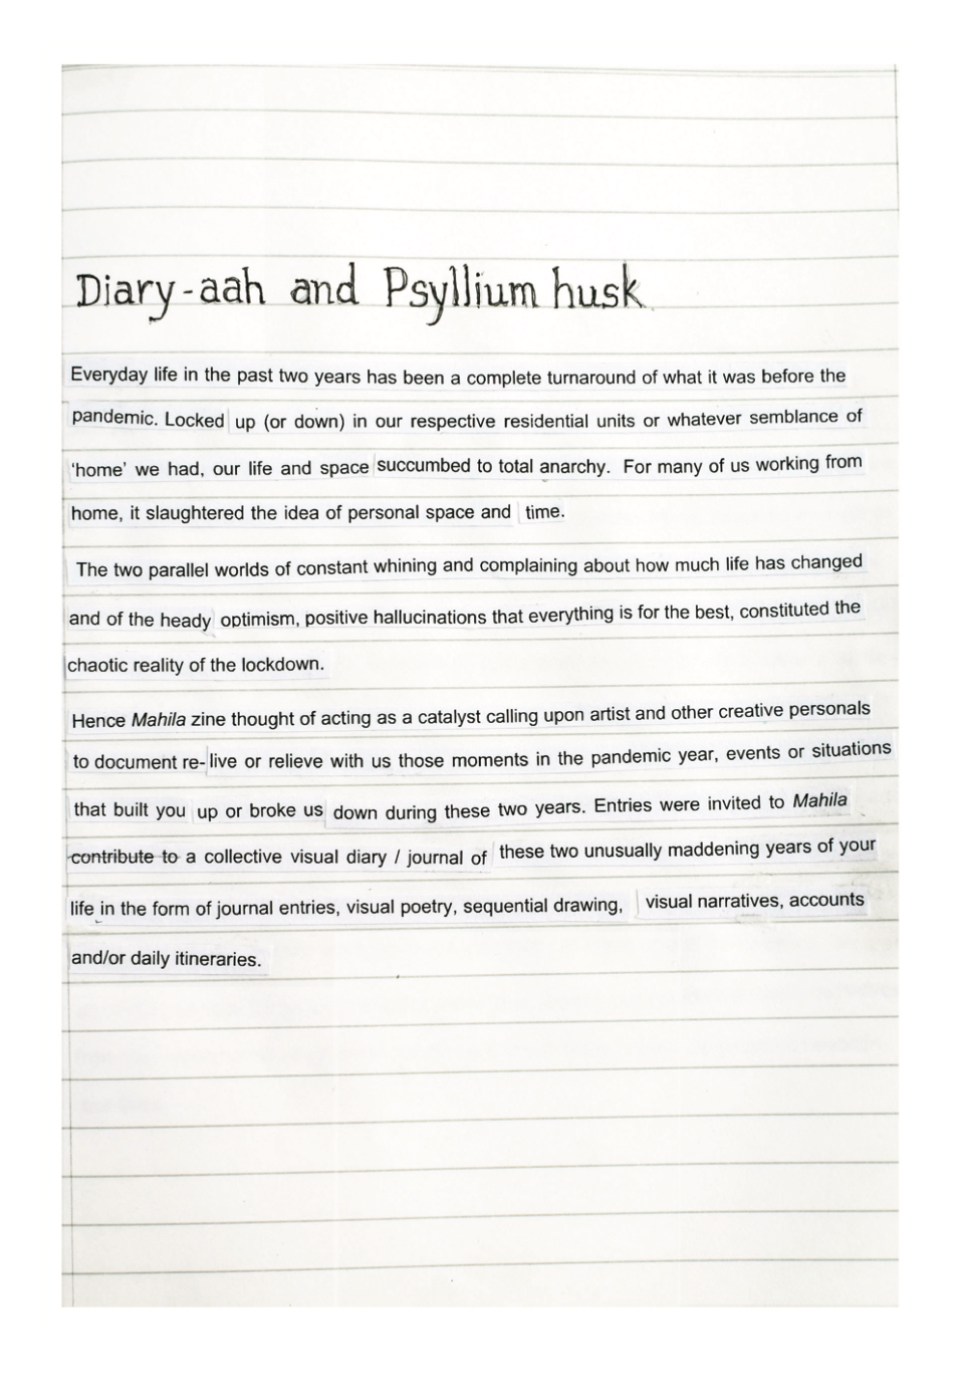 Diary-aah and Psyllium husk
Everyday life in the past two years has been a complete turnaround of what it was before the
pandemic. Locked up (or down) in our respective residential units or whatever semblance of
‘home’ we had, our life and space succumbed to total anarchy. For many of us working from
home, it slaughtered the idea of personal space and time.
The two parallel worlds of constant whining and complaining about how much life has changed
and of the heady optimism, positive hallucinations that everything is for the best, constituted the
chaotic reality of the lockdown.
Hence Mahila zine thought of acting as a catalyst calling upon artist and other creative personals
to document re-live or relieve with us those moments in the pandemic year, events or situations
that built you up or broke us down during these two years. Entries were invited to Mahila
contribute to a collective visual diary / journal of these two unusually maddening years of your
life in the form of journal entries, visual poetry, sequential drawing, visual narratives, accounts
and/or daily itineraries.